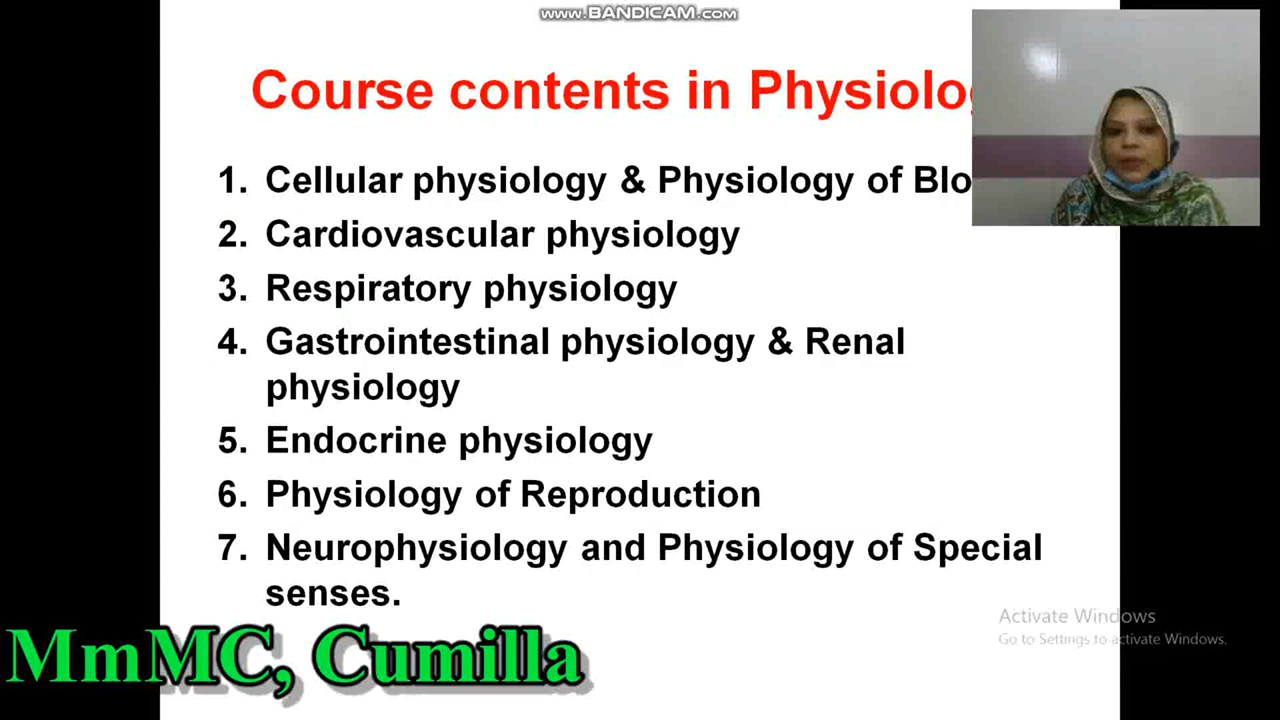 www.BANDICAM.com
Course contents in Physiolo
1. Cellular physiology & Physiology of Blo
2. Cardiovascular physiology
3. Respiratory physiology
4. Gastrointestinal physiology & Renal
physiology
5. Endocrine physiology
6. Physiology of Reproduction
7. Neurophysiology and Physiology of Special
senses.
Activate Windows
Go to Settings to activate Windows.
MmMC, Cumilla